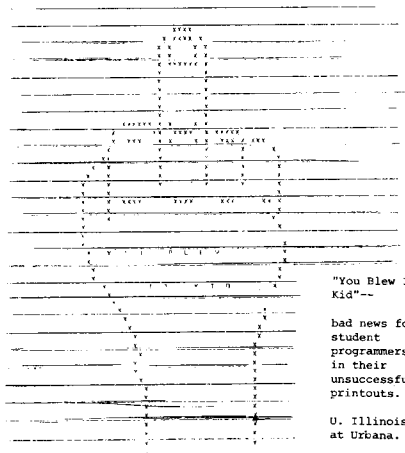 "You Blew I
Kid"--
bad news fo
student
programmers
in their
unsuccessfu
printouts.
U. Illinois
at Urbana.